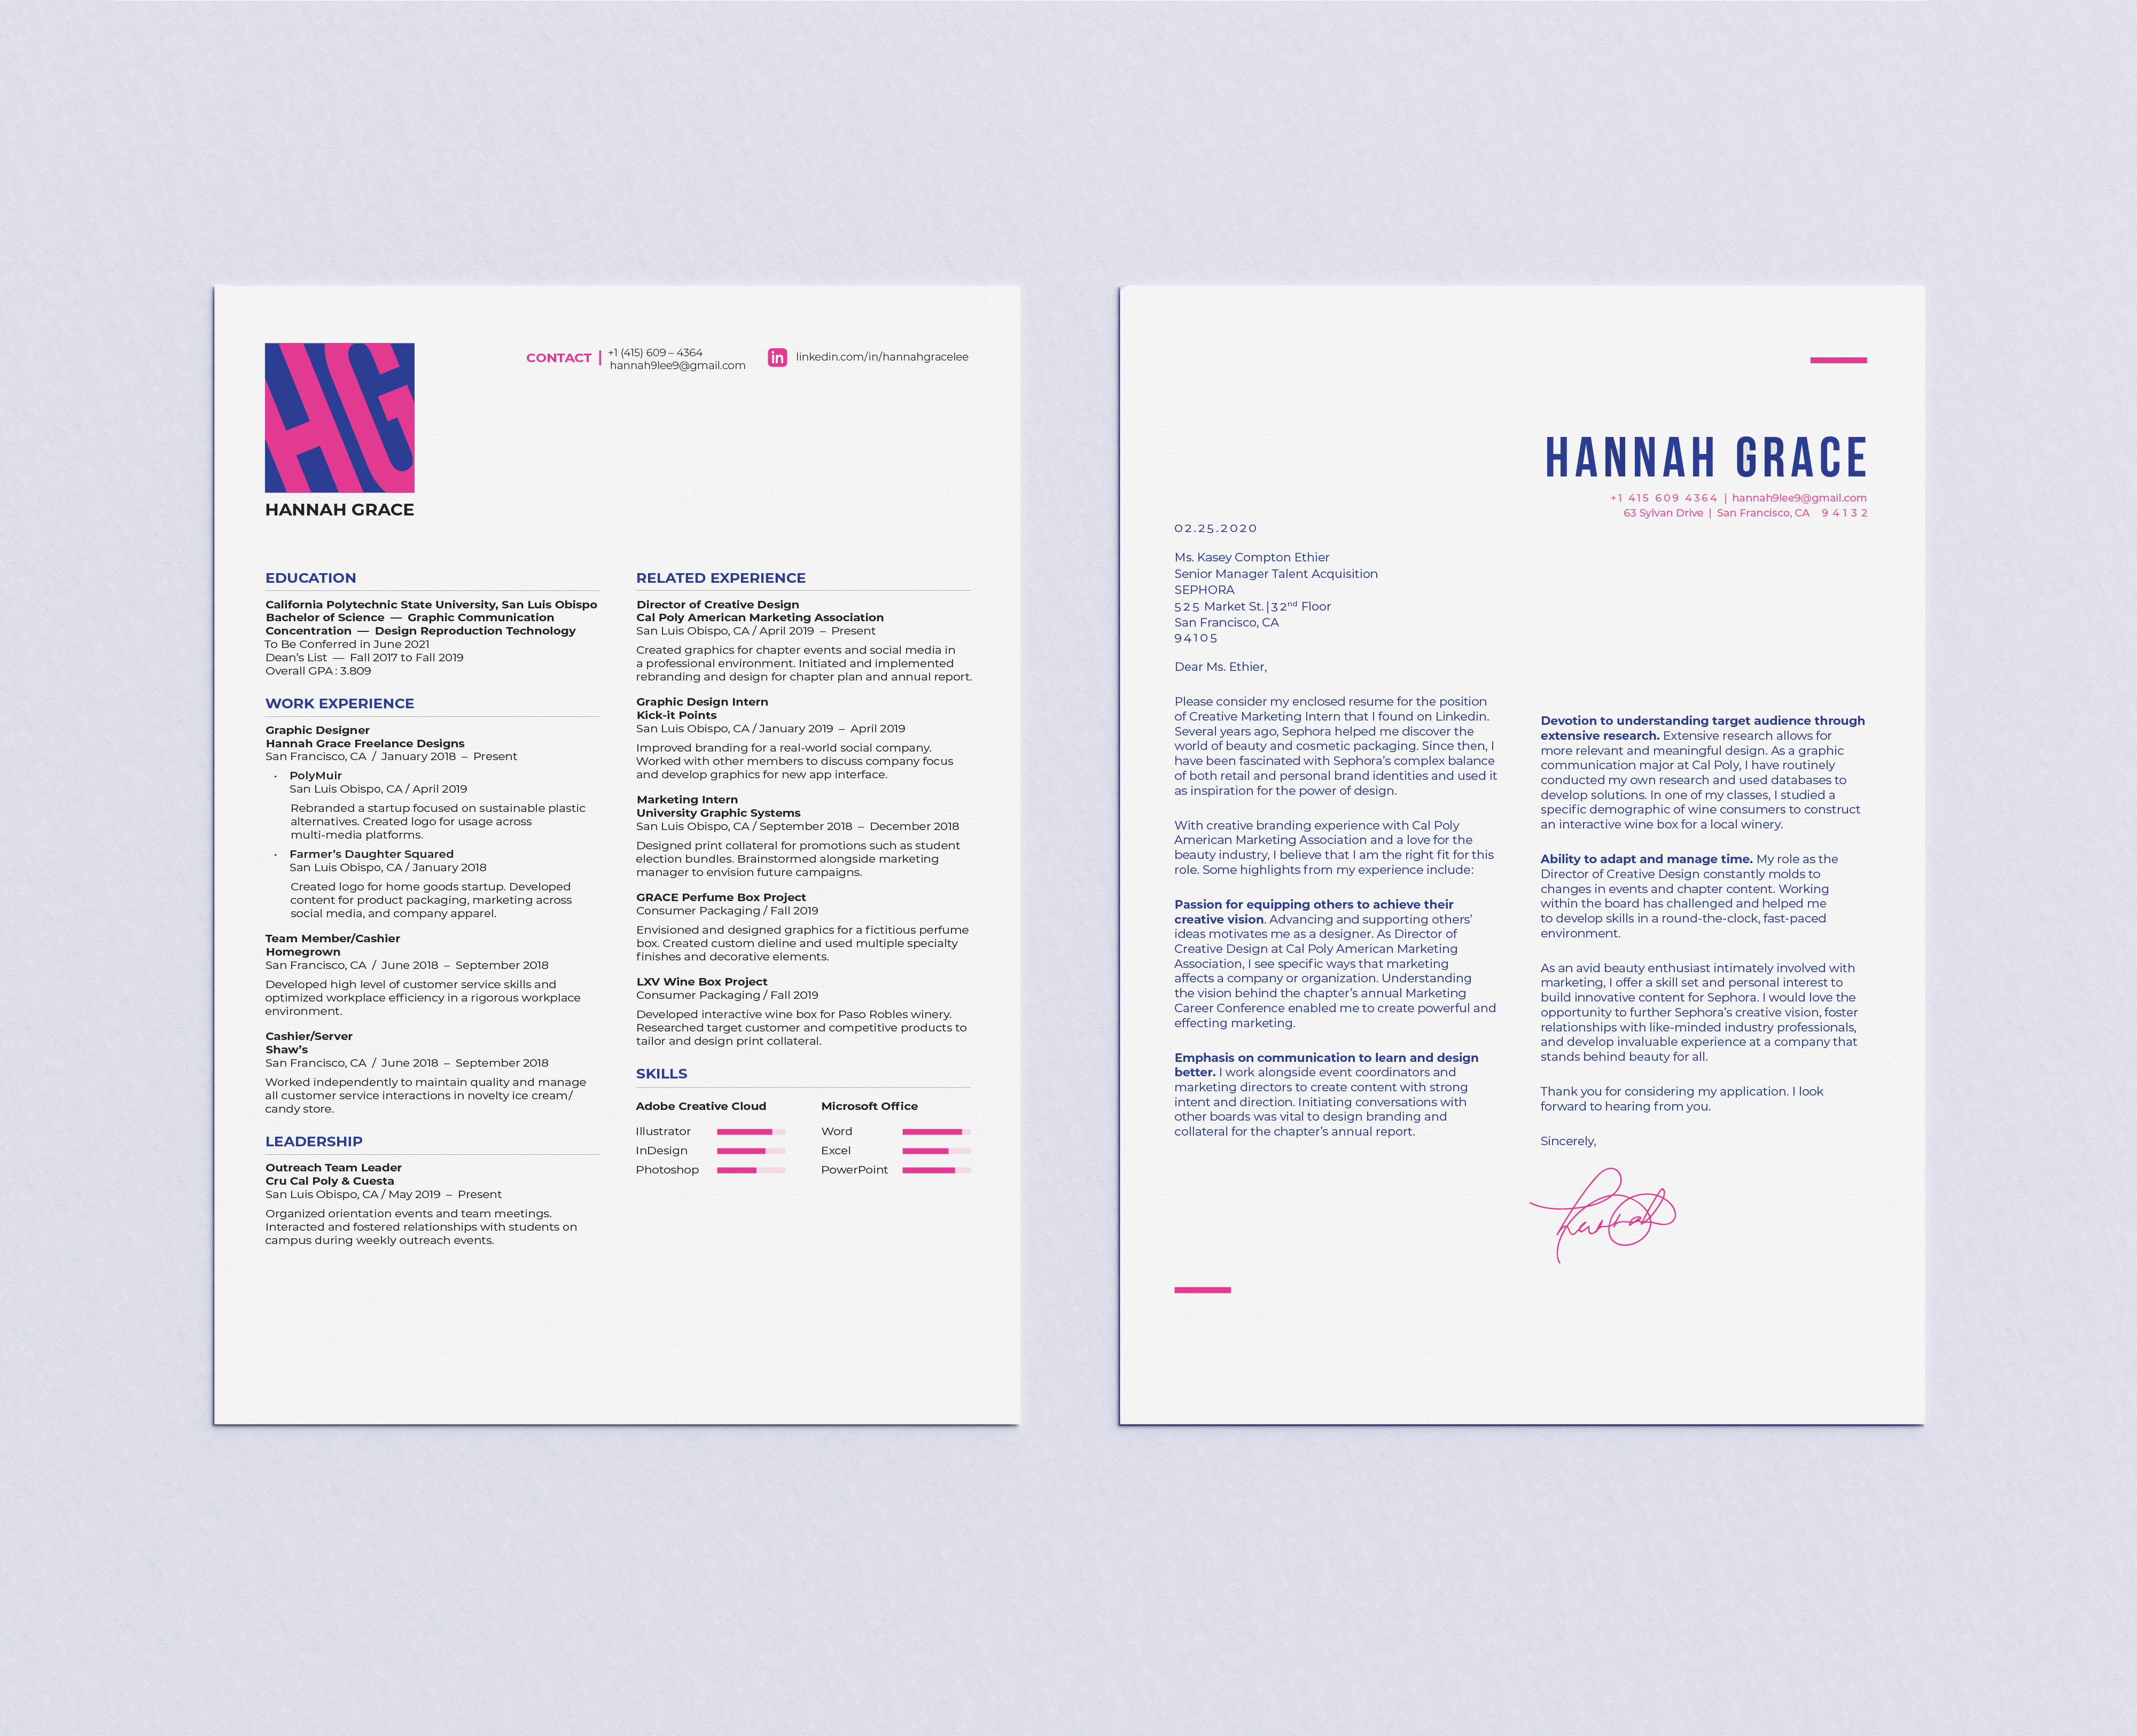 HG
HANNAH GRACE
CONTACT | +1 (415) 609 – 4364
hannah9lee9@gmail.com
in linkedin.com/in/hannahgracelee
EDUCATION
California Polytechnic State University, San Luis Obispo
Bachelor of Science — Graphic Communication
Concentration — Design Reproduction Technology
To Be Conferred in June 2021
Dean's List — Fall 2017 to Fall 2019
Overall GPA: 3.809
WORK EXPERIENCE
Graphic Designer
Hannah Grace Freelance Designs
San Francisco, CA / January 2018 – Present
· PolyMuir
San Luis Obispo, CA / April 2019
Rebranded a startup focused on sustainable plastic
alternatives. Created logo for usage across
multi-media platforms.
· Farmer's Daughter Squared
San Luis Obispo, CA / January 2018
Created logo for home goods startup. Developed
content for product packaging, marketing across
social media, and company apparel.
Team Member/Cashier
Homegrown
San Francisco, CA / June 2018 – September 2018
Developed high level of customer service skills and
optimized workplace efficiency in a rigorous workplace
environment.
Cashier/Server
Shaw's
San Francisco, CA / June 2018 – September 2018
Worked independently to maintain quality and manage
all customer service interactions in novelty ice cream/
candy store.
LEADERSHIP
Outreach Team Leader
Cru Cal Poly & Cuesta
San Luis Obispo, CA / May 2019 – Present
Organized orientation events and team meetings.
Interacted and fostered relationships with students on
campus during weekly outreach events.
RELATED EXPERIENCE
Director of Creative Design
Cal Poly American Marketing Association
San Luis Obispo, CA / April 2019 – Present
Created graphics for chapter events and social media in
a professional environment. Initiated and implemented
rebranding and design for chapter plan and annual report.
Graphic Design Intern
Kick-it Points
San Luis Obispo, CA / January 2019 – April 2019
Improved branding for a real-world social company.
Worked with other members to discuss company focus
and develop graphics for new app interface.
Marketing Intern
University Graphic Systems
San Luis Obispo, CA / September 2018 – December 2018
Designed print collateral for promotions such as student
election bundles. Brainstormed alongside marketing
manager to envision future campaigns.
GRACE Perfume Box Project
Consumer Packaging / Fall 2019
Envisioned and designed graphics for a fictitious perfume
box. Created custom dieline and used multiple specialty
finishes and decorative elements.
LXV Wine Box Project
Consumer Packaging / Fall 2019
Developed interactive wine box for Paso Robles winery.
Researched target customer and competitive products to
tailor and design print collateral.
SKILLS
Adobe Creative Cloud
Illustrator
InDesign
Photoshop
Microsoft Office
Word
Excel
PowerPoint
HANNAH GRACE
+1 415 609 4364 | hannah9lee9@gmail.com
63 Sylvan Drive | San Francisco, CA 94132
02.25.2020
Ms. Kasey Compton Ethier
Senior Manager Talent Acquisition
SEPHORA
525 Market St.|32nd Floor
San Francisco, CA
94105
Dear Ms. Ethier,
Please consider my enclosed resume for the position
of Creative Marketing Intern that I found on Linkedin.
Several years ago, Sephora helped me discover the
world of beauty and cosmetic packaging. Since then, I
have been fascinated with Sephora's complex balance
of both retail and personal brand identities and used it
as inspiration for the power of design.
With creative branding experience with Cal Poly
American Marketing Association and a love for the
beauty industry, I believe that I am the right fit for this
role. Some highlights from my experience include:
Passion for equipping others to achieve their
creative vision. Advancing and supporting others'
ideas motivates me as a designer. As Director of
Creative Design at Cal Poly American Marketing
Association, I see specific ways that marketing
affects a company or organization. Understanding
the vision behind the chapter's annual Marketing
Career Conference enabled me to create powerful and
effecting marketing.
Emphasis on communication to learn and design
better. I work alongside event coordinators and
marketing directors to create content with strong
intent and direction. Initiating conversations with
other boards was vital to design branding and
collateral for the chapter's annual report.
Devotion to understanding target audience through
extensive research. Extensive research allows for
more relevant and meaningful design. As a graphic
communication major at Cal Poly, I have routinely
conducted my own research and used databases to
develop solutions. In one of my classes, I studied a
specific demographic of wine consumers to construct
an interactive wine box for a local winery.
Ability to adapt and manage time. My role as the
Director of Creative Design constantly molds to
changes in events and chapter content. Working
within the board has challenged and helped me
to develop skills in a round-the-clock, fast-paced
environment.
As an avid beauty enthusiast intimately involved with
marketing, I offer a skill set and personal interest to
build innovative content for Sephora. I would love the
opportunity to further Sephora's creative vision, foster
relationships with like-minded industry professionals,
and develop invaluable experience at a company that
stands behind beauty for all.
Thank you for considering my application. I look
forward to hearing from you.
Sincerely,
Hannah